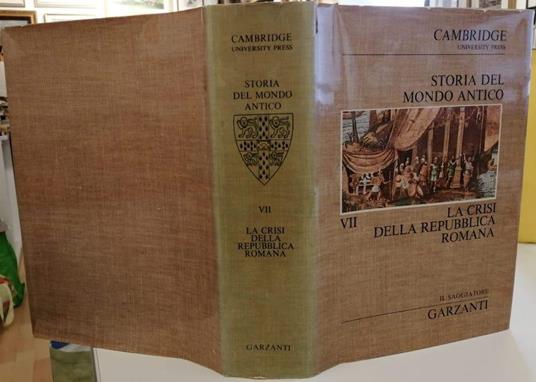 CAMBRIDGE
UNIVERSITY PRESS
STORIA
DEL MONDO
ANTICO
VII
LA CRISI
DELLA
REPUBBLICA
ROMANA
GARZANTI
CAMBRIDGE
UNIVERSITY PRESS
STORIA DEL
MONDO ANTICO
VII
LA CRISI
DELLA REPUBBLICA
ROMANA
IL SAGGIATORE
GARZANTI